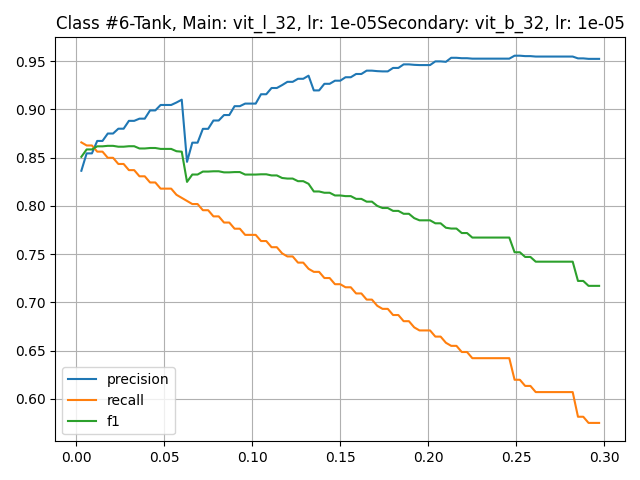 Class #6-Tank, Main: vit_l_32, lr: 1e-05Secondary: vit_b_32, lr: 1e-05
0.95
0.90
0.85
0.80
0.75
0.70
0.65
0.60
precision
recall
f1
0.00 0.05 0.10 0.15 0.20 0.25 0.30